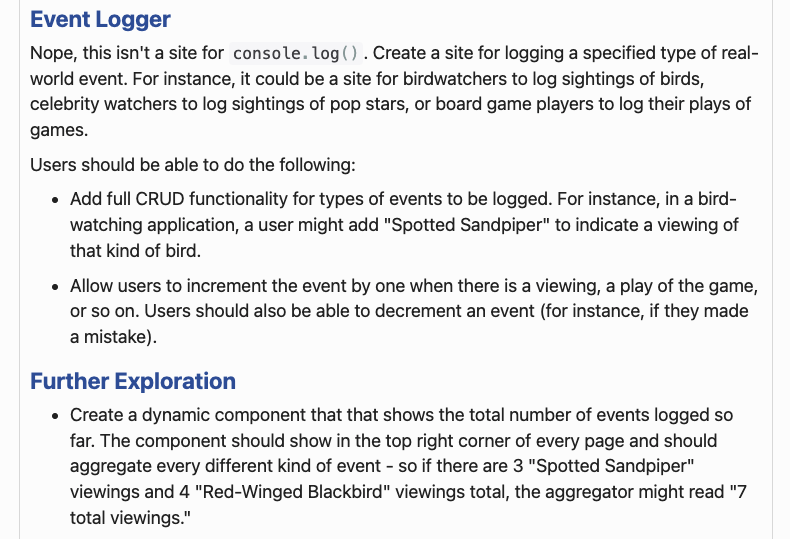 Event Logger
Nope, this isn't a site for console.log() . Create a site for logging a specified type of real-
world event. For instance, it could be a site for birdwatchers to log sightings of birds,
celebrity watchers to log sightings of pop stars, or board game players to log their plays of
games.
Users should be able to do the following:
• Add full CRUD functionality for types of events to be logged. For instance, in a bird-
watching application, a user might add "Spotted Sandpiper" to indicate a viewing of
that kind of bird.
• Allow users to increment the event by one when there is a viewing, a play of the game,
or so on. Users should also be able to decrement an event (for instance, if they made
a mistake).
Further Exploration
• Create a dynamic component that that shows the total number of events logged so
far. The component should show in the top right corner of every page and should
aggregate every different kind of event - so if there are 3 "Spotted Sandpiper"
viewings and 4 "Red-Winged Blackbird" viewings total, the aggregator might read "7
total viewings."